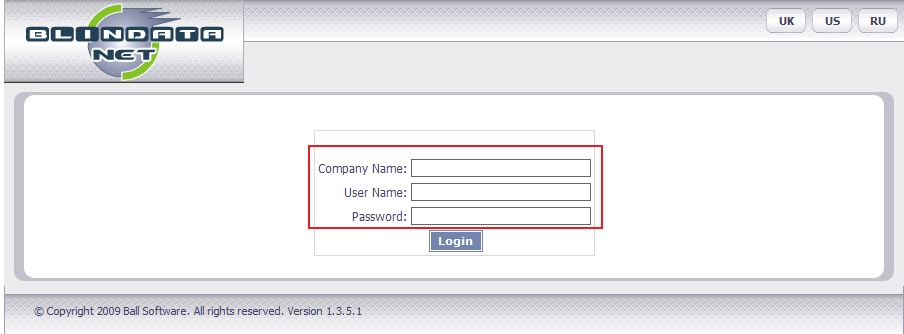 BLINDATA
NET
UK US RU
Company Name:
User Name:
Password:
Login
© Copyright 2009 Ball Software. All rights reserved. Version 1.3.5.1